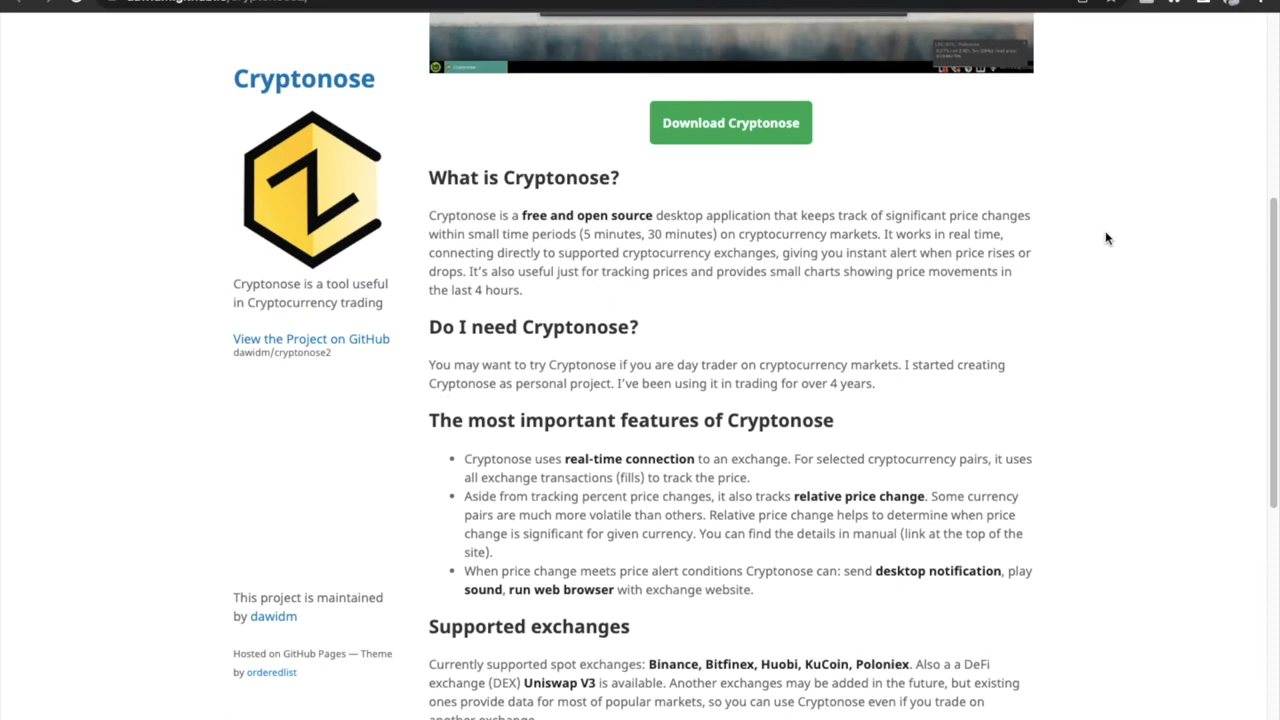 Cryptonose
Download Cryptonose
Cryptonose is a tool useful
in Cryptocurrency trading
View the Project on GitHub
dawidm/cryptonose2
This project is maintained
by dawidm
Hosted on GitHub Pages — Theme
by orderedlist
What is Cryptonose?
Cryptonose is a free and open source desktop application that keeps track of significant price changes
within small time periods (5 minutes, 30 minutes) on cryptocurrency markets. It works in real time,
connecting directly to supported cryptocurrency exchanges, giving you instant alert when price rises or
drops. It's also useful just for tracking prices and provides small charts showing price movements in
the last 4 hours.
Do I need Cryptonose?
You may want to try Cryptonose if you are day trader on cryptocurrency markets. I started creating
Cryptonose as personal project. I've been using it in trading for over 4 years.
The most important features of Cryptonose
• Cryptonose uses real-time connection to an exchange. For selected cryptocurrency pairs, it uses
all exchange transactions (fills) to track the price.
• Aside from tracking percent price changes, it also tracks relative price change. Some currency
pairs are much more volatile than others. Relative price change helps to determine when price
change is significant for given currency. You can find the details in manual (link at the top of the
site).
• When price change meets price alert conditions Cryptonose can: send desktop notification, play
sound, run web browser with exchange website.
Supported exchanges
Currently supported spot exchanges: Binance, Bitfinex, Huobi, KuCoin, Poloniex. Also a a DeFi
exchange (DEX) Uniswap V3 is available. Another exchanges may be added in the future, but existing
ones provide data for most of popular markets, so you can use Cryptonose even if you trade on
another exchange.